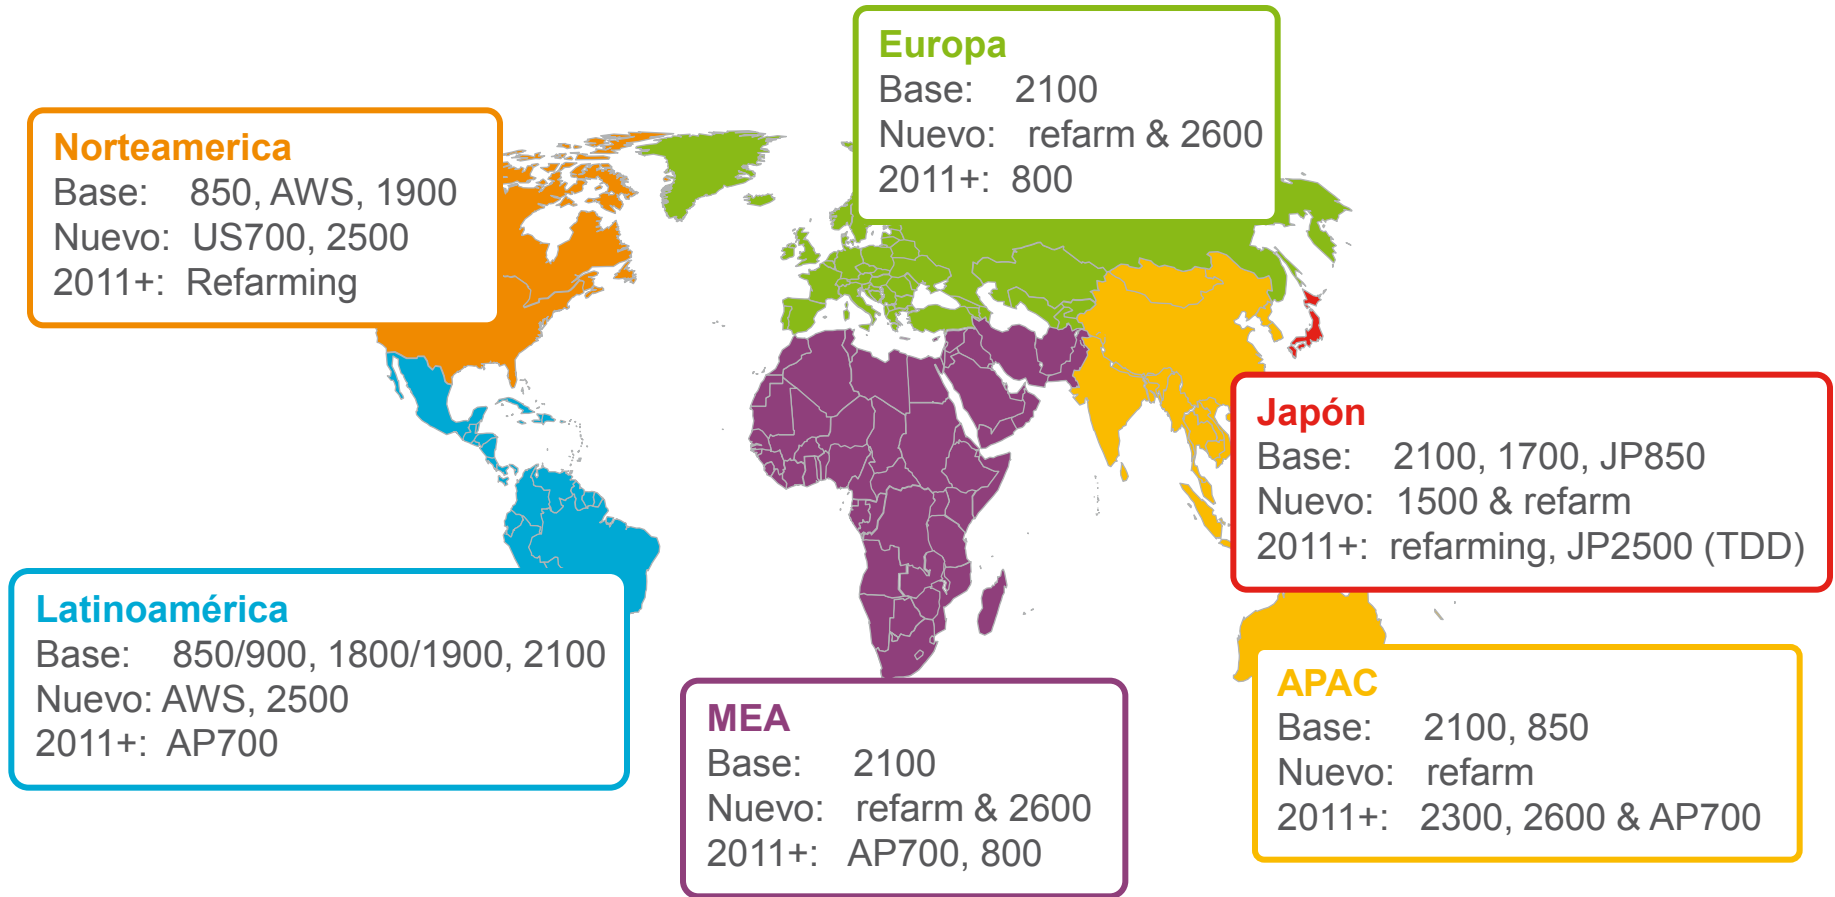 Europa
Base: 2100
Nuevo: refarm & 2600
2011+: 800
Norteamerica
Base: 850, AWS, 1900
Nuevo: US700, 2500
2011+: Refarming
Japón
Base: 2100, 1700, JP850
Nuevo: 1500 & refarm
2011+: refarming, JP2500 (TDD)
Latinoamérica
Base: 850/900, 1800/1900, 2100
Nuevo: AWS, 2500
2011+: AP700
MEA
Base: 2100
Nuevo: refarm & 2600
2011+: AP700, 800
APAC
Base: 2100, 850
Nuevo: refarm
2011+: 2300, 2600 & AP700